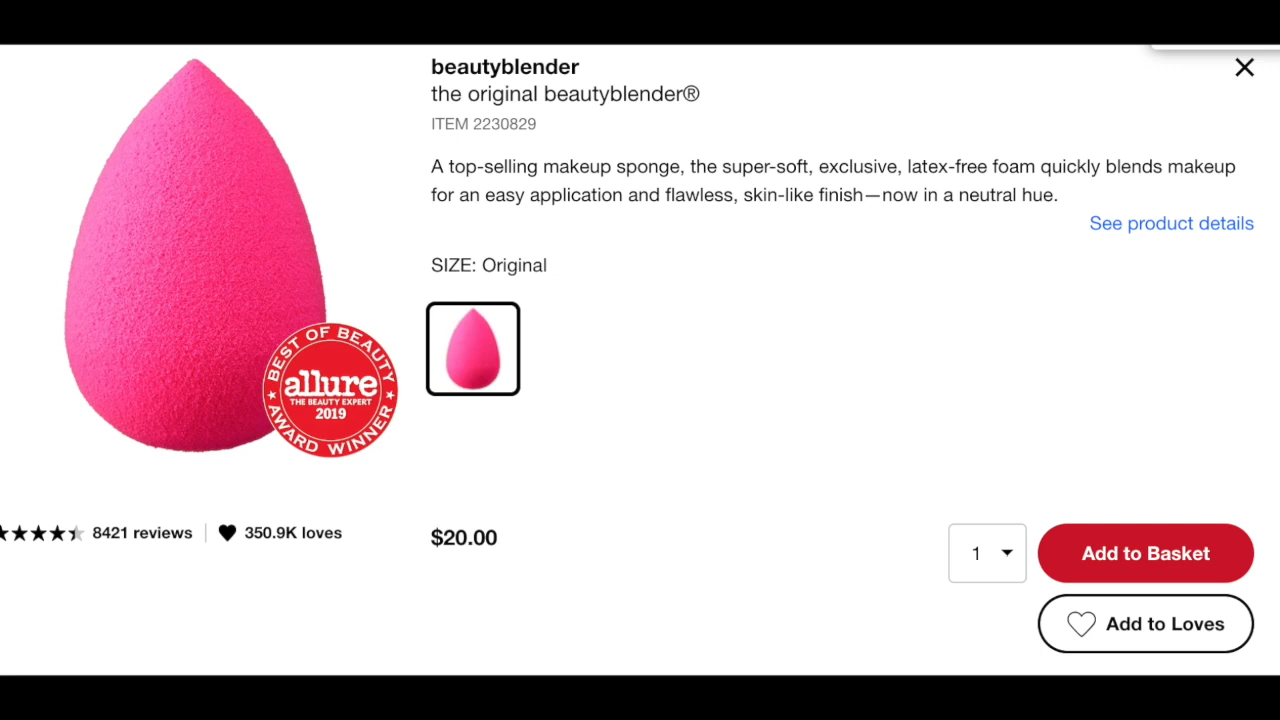 beautyblender
the original beautyblender®
ITEM 2230829
A top-selling makeup sponge, the super-soft, exclusive, latex-free foam quickly blends makeup
for an easy application and flawless, skin-like finish—now in a neutral hue.
See product details
SIZE: Original
BEST OF BEAUTY
allure
THE BEAUTY EXPERT
2019
AWARD WINNER
8421 reviews
350.9K loves
$20.00
1
Add to Basket
Add to Loves